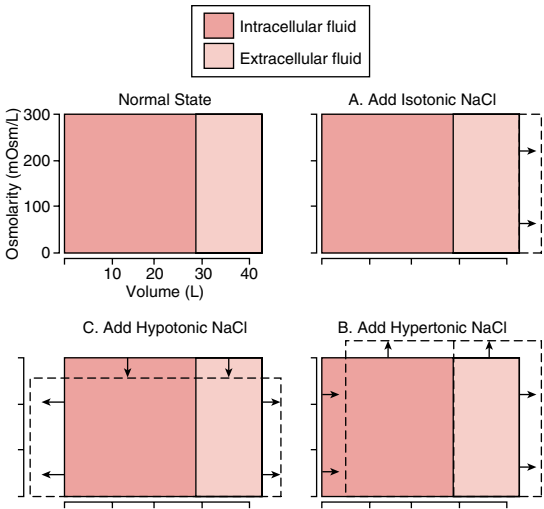 Intracellular fluid
Extracellular fluid
Normal State
A. Add Isotonic NaCl
Osmolarity (mOsm/L)
300
200
100
0
10 20 30 40
Volume (L)
C. Add Hypotonic NaCl
B. Add Hypertonic NaCl